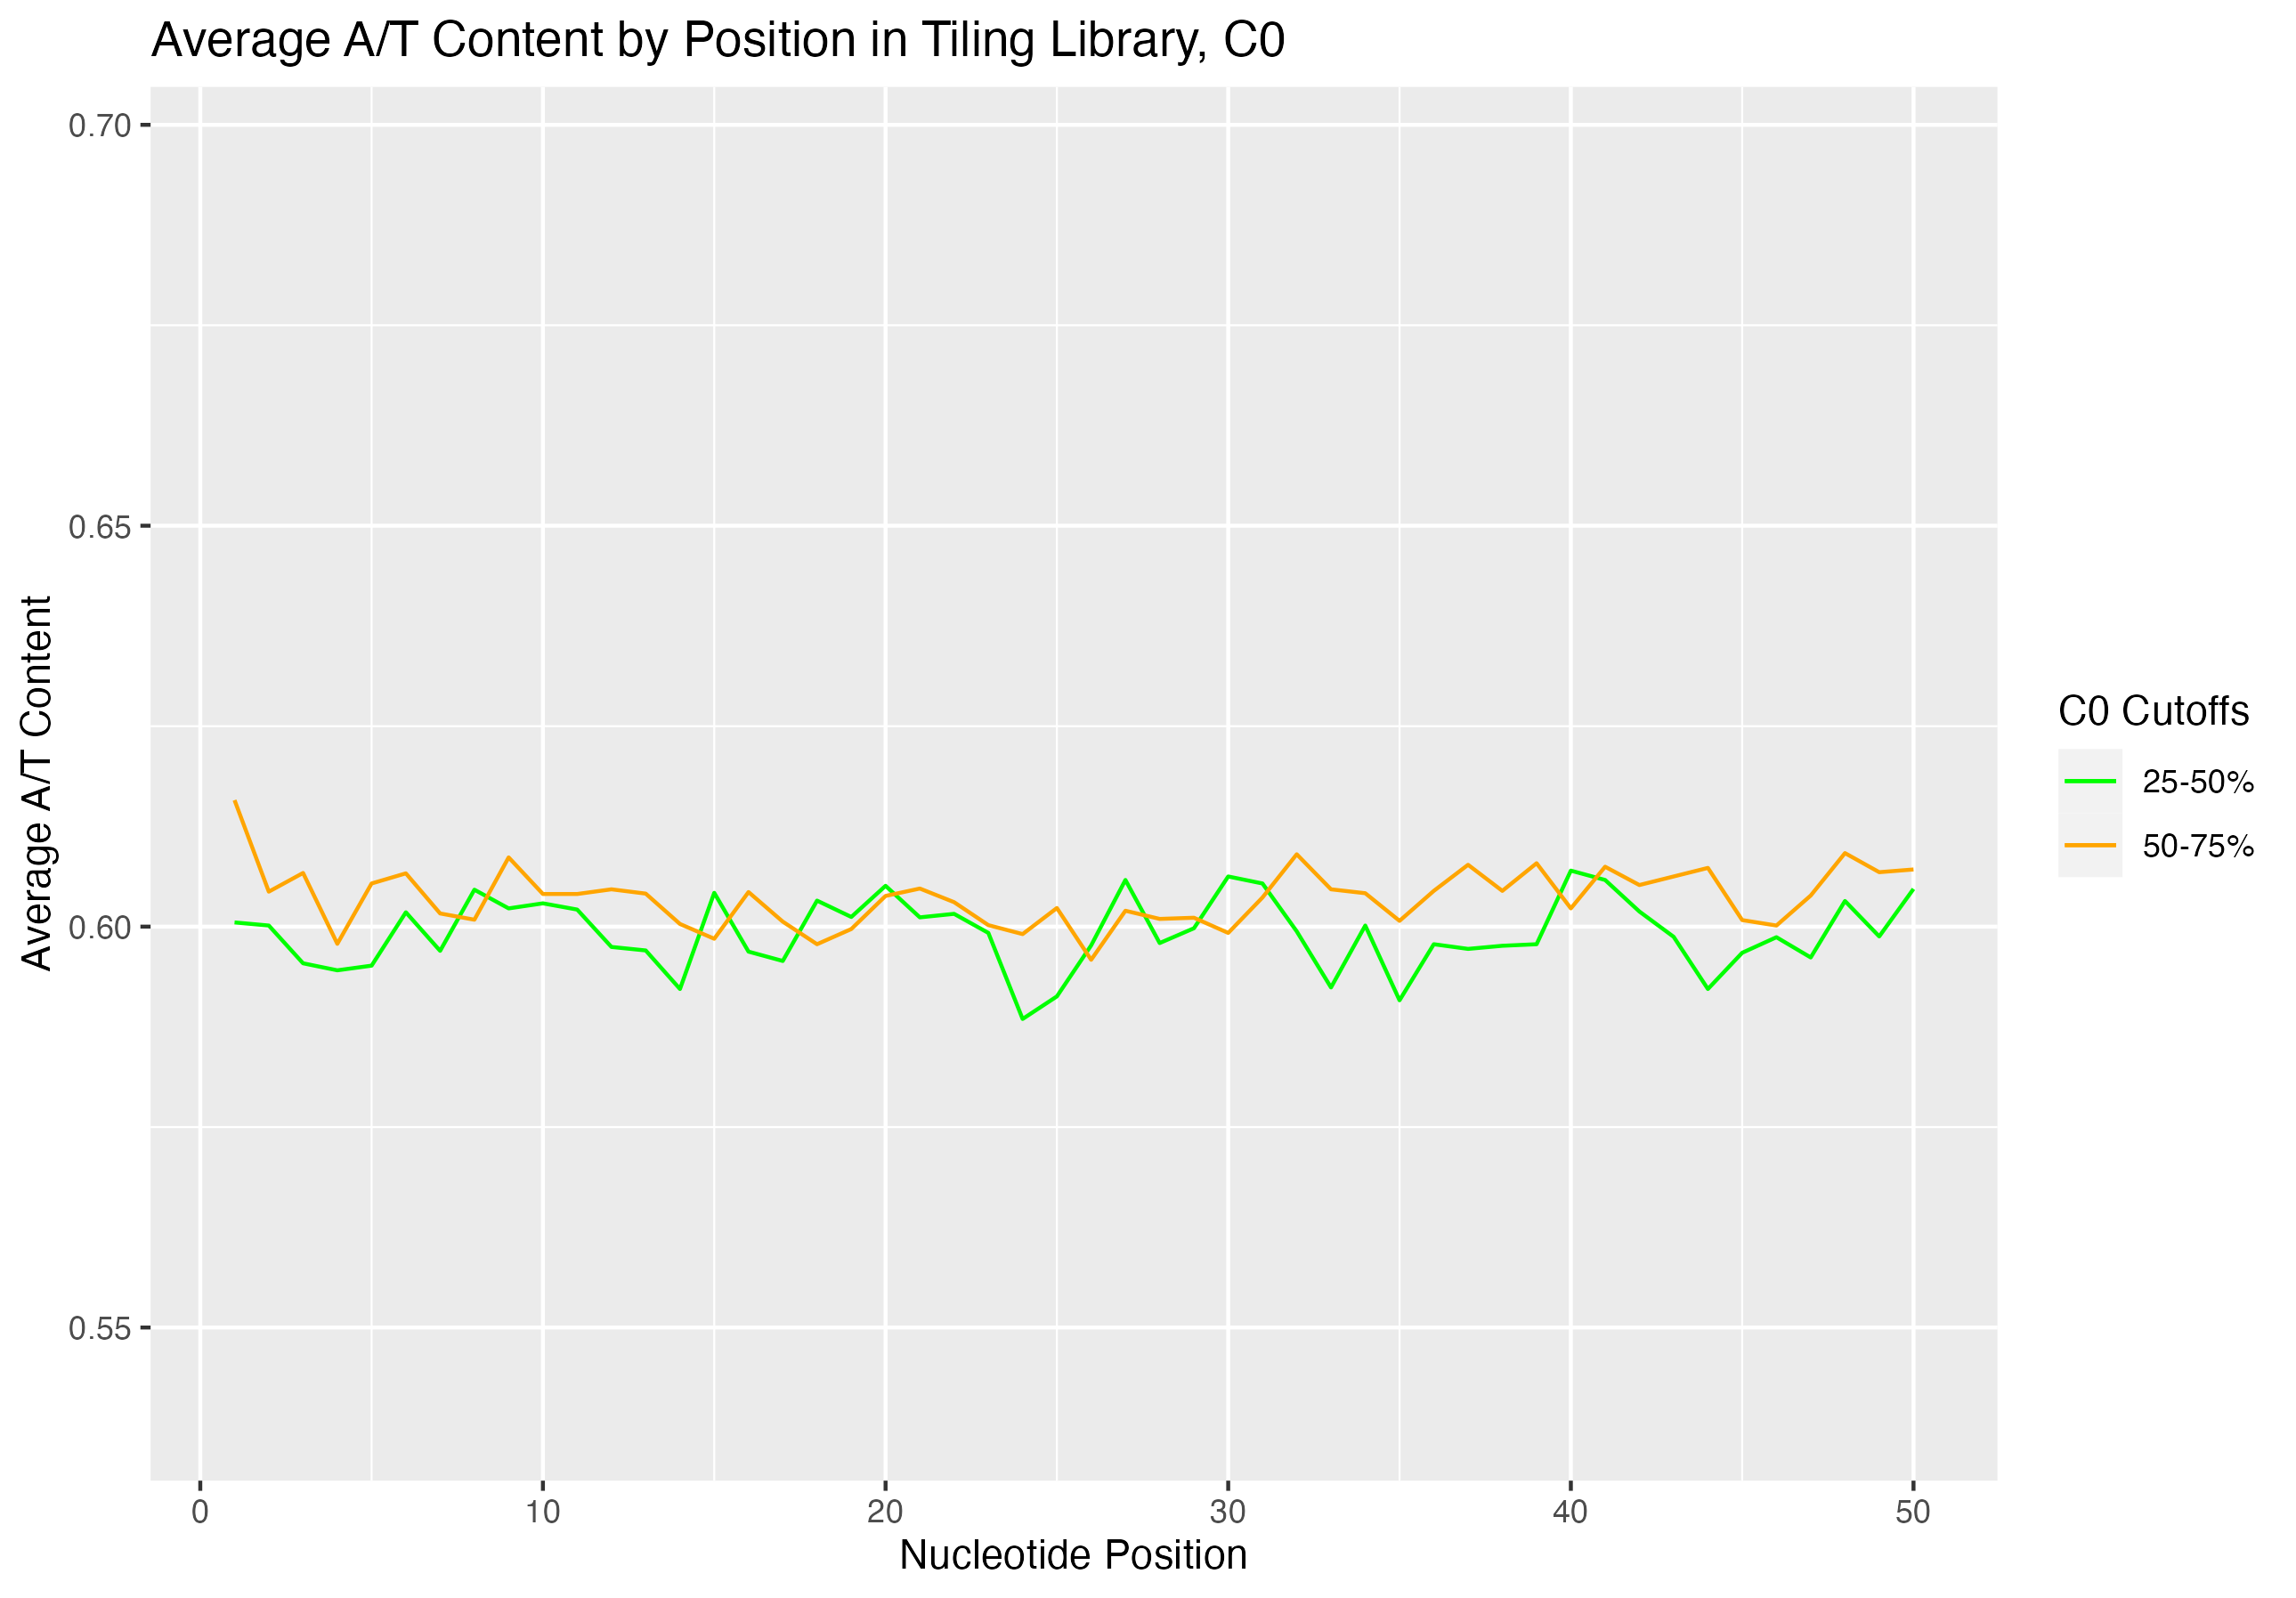 Average A/T Content by Position in Tiling Library, C0
0.70
0.65
0.60
0.55
Average A/T Content
0 10 20 30 40 50
Nucleotide Position
C0 Cutoffs
25-50%
50-75%